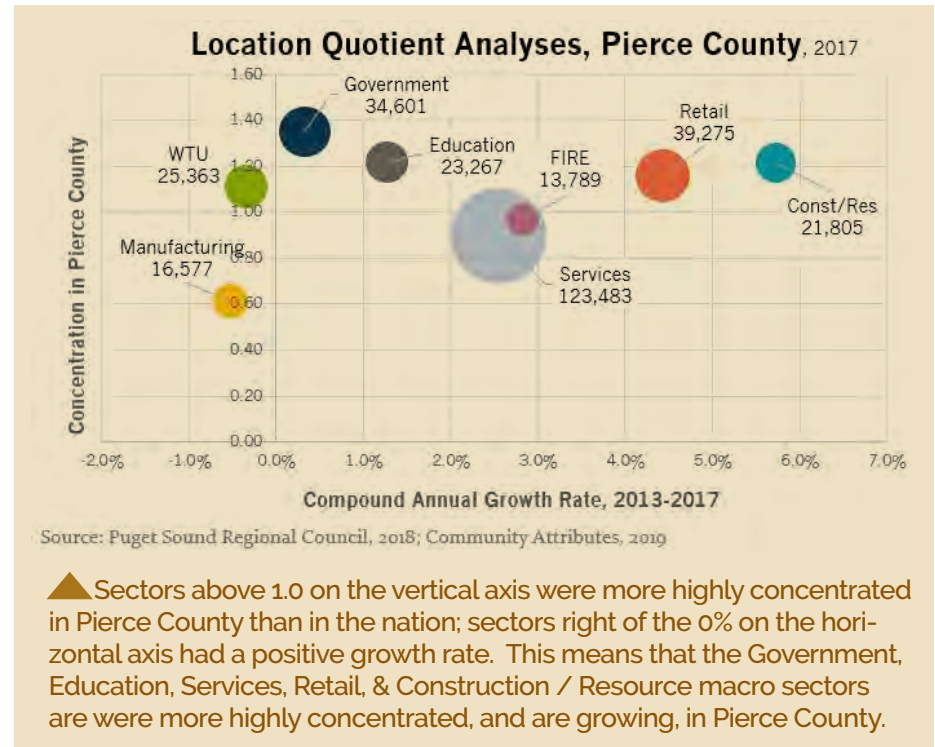 Location Quotient Analyses, Pierce County, 2017
Concentration in Pierce County
1.60
1.40
1.20
1.00
0.80
0.60
0.40
0.20
0.00
Government
34,601
WTU
25,363
Education
23,267
FIRE
13,789
Retail
39,275
Const/Res
21,805
Manufacturing
16,577
Services
123,483
-2.0% -1.0% 0.0% 1.0% 2.0% 3.0% 4.0% 5.0% 6.0% 7.0%
Compound Annual Growth Rate, 2013-2017
Source: Puget Sound Regional Council, 2018; Community Attributes, 2019
Sectors above 1.0 on the vertical axis were more highly concentrated
in Pierce County than in the nation; sectors right of the 0% on the hori-
zontal axis had a positive growth rate. This means that the Government,
Education, Services, Retail, & Construction / Resource macro sectors
are were more highly concentrated, and are growing, in Pierce County.